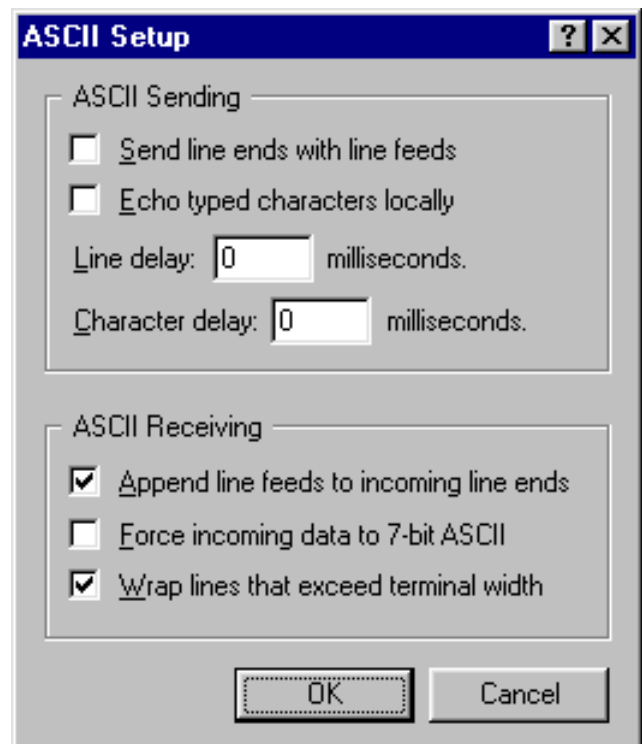 ASCII Setup
ASCII Sending
Send line ends with line feeds
Echo typed characters locally
Line delay: 0 milliseconds.
Character delay: 0 milliseconds.
ASCII Receiving
Append line feeds to incoming line ends
Force incoming data to 7-bit ASCII
Wrap lines that exceed terminal width
OK Cancel